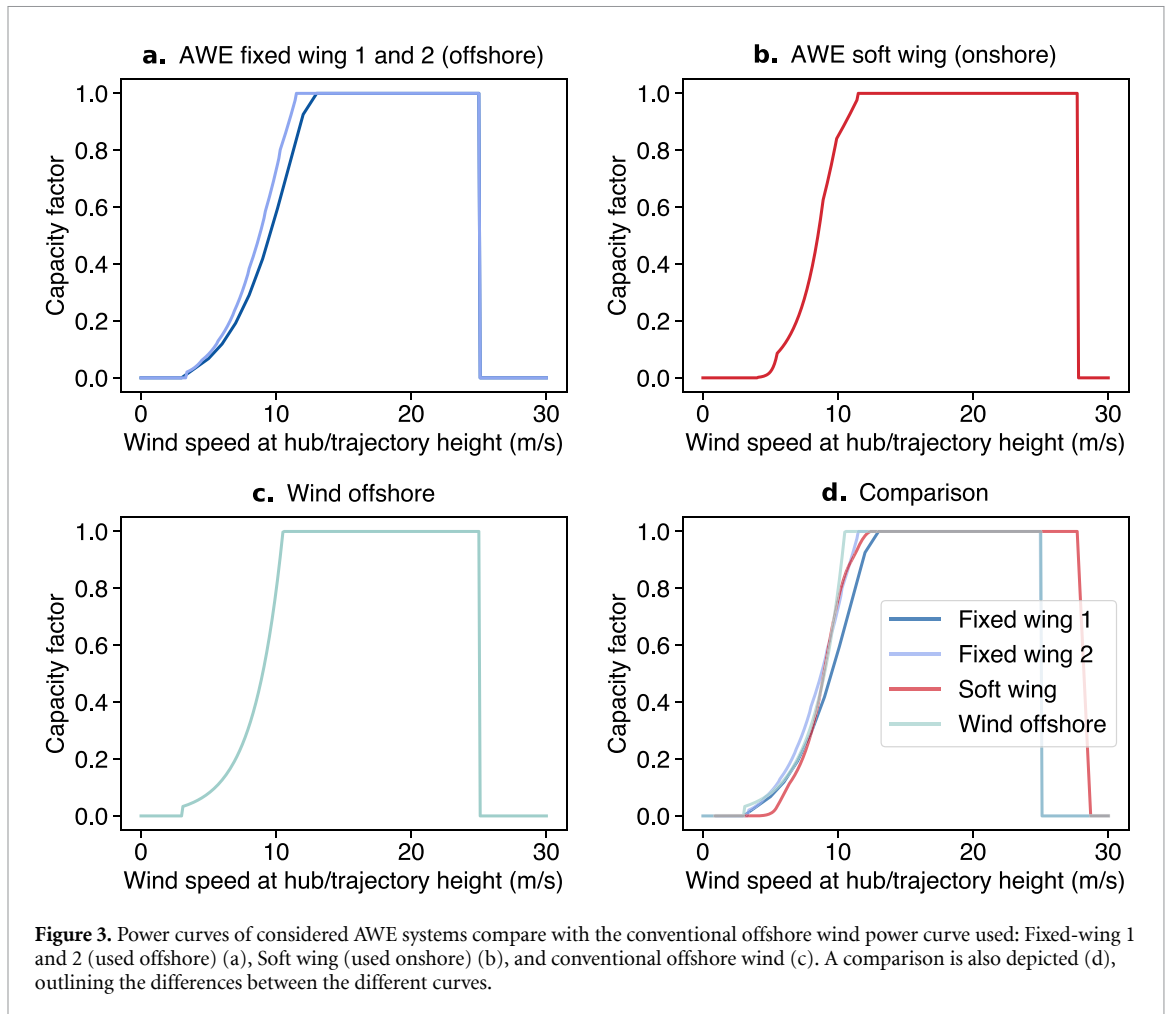 a. AWE fixed wing 1 and 2 (offshore)
1.0
0.8
0.6
0.4
0.2
0.0
Capacity factor
0
10
20
30
Wind speed at hub/trajectory height (m/s)
b. AWE soft wing (onshore)
1.0
0.8
0.6
0.4
0.2
0.0
Capacity factor
0
10
20
30
Wind speed at hub/trajectory height (m/s)
c. Wind offshore
1.0
0.8
0.6
0.4
0.2
0.0
Capacity factor
0
10
20
30
Wind speed at hub/trajectory height (m/s)
d. Comparison
1.0
0.8
0.6
0.4
0.2
0.0
Capacity factor
Fixed wing 1
Fixed wing 2
Soft wing
Wind offshore
0
10
20
30
Wind speed at hub/trajectory height (m/s)
Figure 3. Power curves of considered AWE systems compare with the conventional offshore wind power curve used: Fixed-wing 1
and 2 (used offshore) (a), Soft wing (used onshore) (b), and conventional offshore wind (c). A comparison is also depicted (d),
outlining the differences between the different curves.